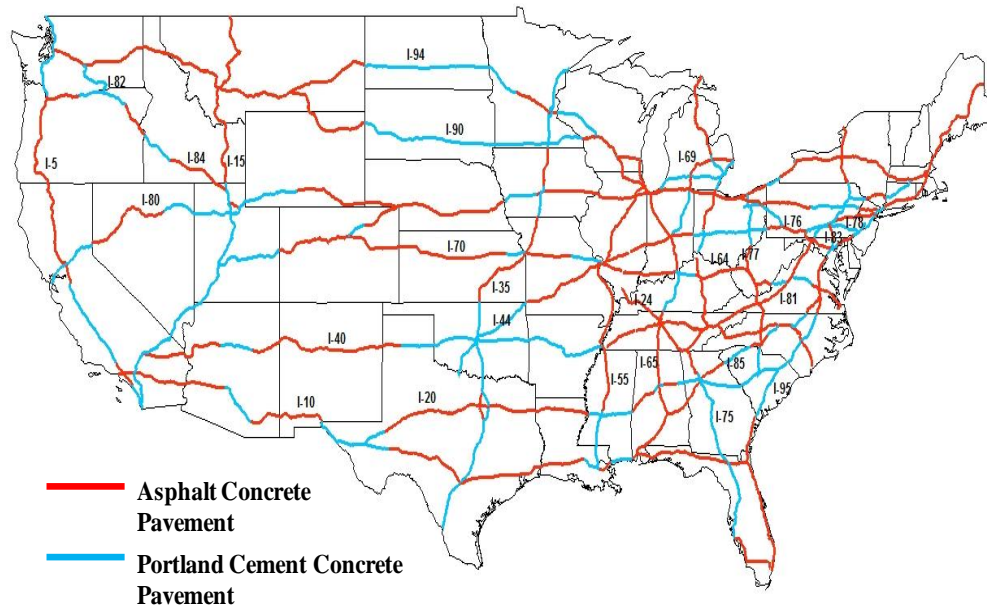 I-94
I-82
I-90
I-69
I-5
I-84
I-15
I-80
I-76
I-78
I-83
I-70
I-64
I-77
I-35
I-24
I-81
I-44
I-40
I-65
I-85
I-55
I-20
I-95
I-10
I-75
Asphalt Concrete
Pavement
Portland Cement Concrete
Pavement